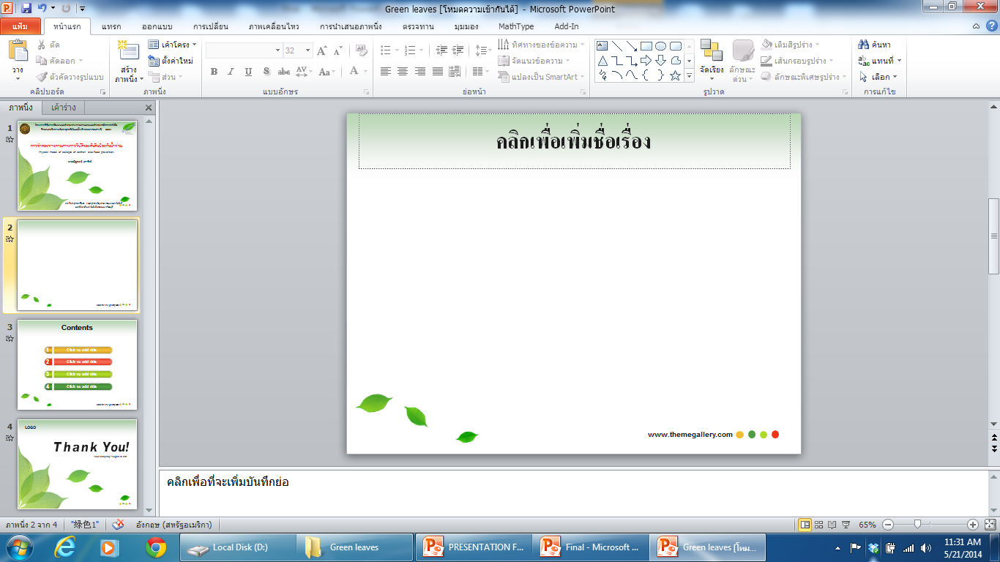 Green leaves [โหมดความเข้ากันได้] - Microsoft PowerPoint
แฟ้ม หน้าแรก แทรก ออกแบบ การเปลี่ยน ภาพเคลื่อนไหว การนำเสนอภาพนิ่ง ตรวจทาน มุมมอง MathType Add-In
วาง
ตัด
คัดลอก
ตัวคัดวางรูปแบบ
คลิปบอร์ด
สร้าง
ภาพนิ่ง
เค้าโครง
ตั้งค่าใหม่
ส่วน
ภาพนิ่ง
32
B I U S abc AV Aa A
แบบอักษร
ทิศทางของข้อความ
จัดแนวข้อความ
แปลงเป็น SmartArt
ย่อหน้า
จัดเรียง
ลักษณะ
ด่วน
เติมสีรูปร่าง
เส้นกรอบรูปร่าง
ลักษณะพิเศษรูปร่าง
รูปวาด
ค้นหา
แทนที่
เลือก
การแก้ไข
ภาพนิ่ง เค้าร่าง
1
2
3
Contents
1 Click to add title
2 Click to add title
3 Click to add title
4 Click to add title
4
LOGO
Thank You!
คลิกเพื่อเพิ่มชื่อเรื่อง
www.themegallery.com
คลิกเพื่อที่จะเพิ่มบันทึกย่อ
ภาพนิ่ง 2 จาก 4 "绿色1" อังกฤษ (สหรัฐอเมริกา) 65%
Local Disk (D:) Green leaves PRESENTATION F... Final - Microsoft ... Green leaves [โหม...
11:31 AM
5/21/2014